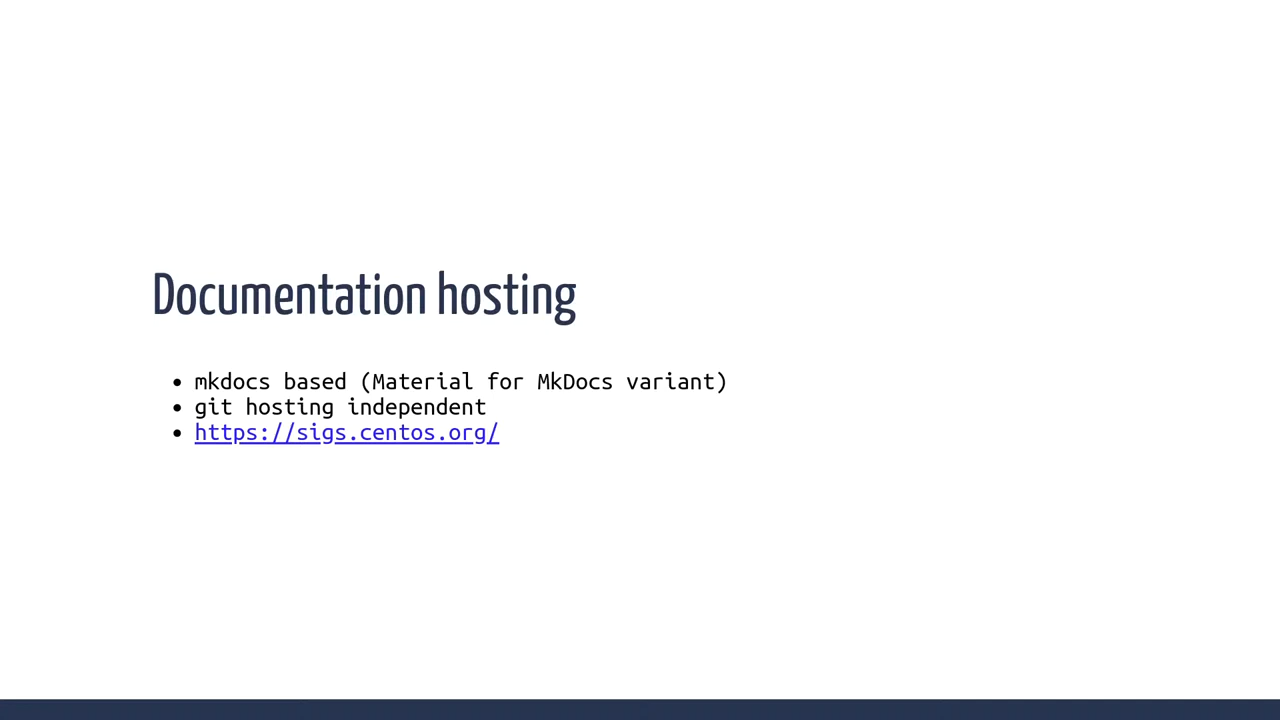 Documentation hosting
• mkdocs based (Material for MkDocs variant)
• git hosting independent
• https://sigs.centos.org/